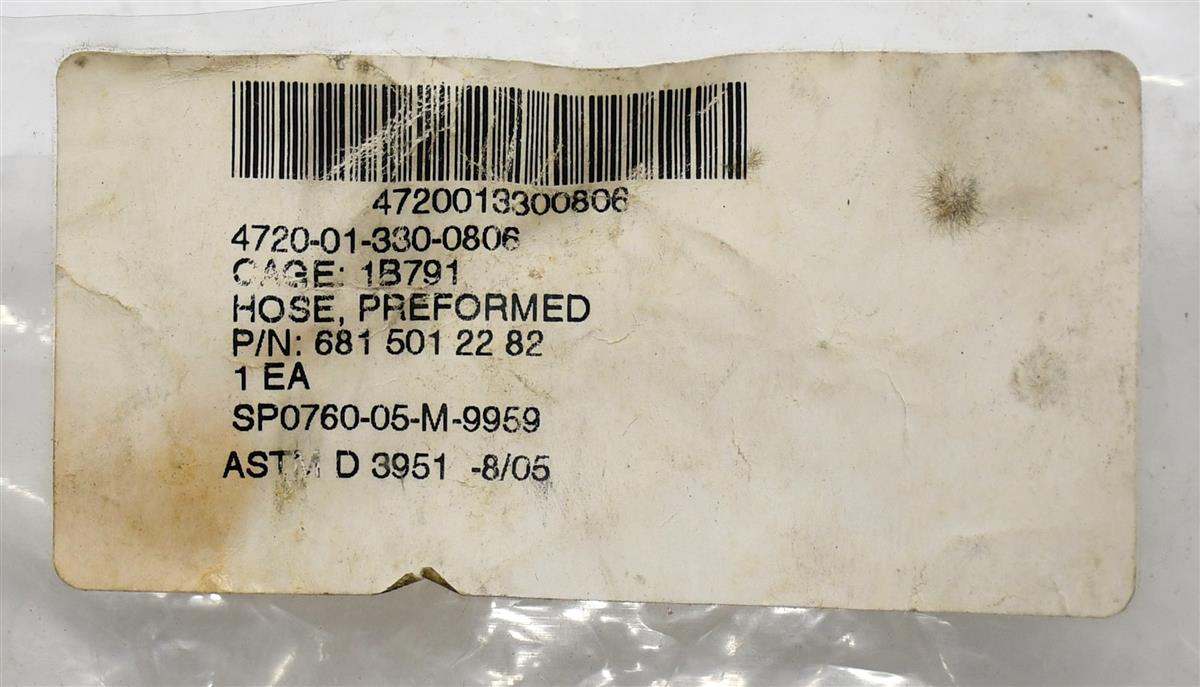 4720013300806
4720-01-330-0806
CAGE: 1B791
HOSE, PREFORMED
P/N: 681 501 22 82
1 EA
SP0760-05-M-9959
ASTM D 3951 -8/05